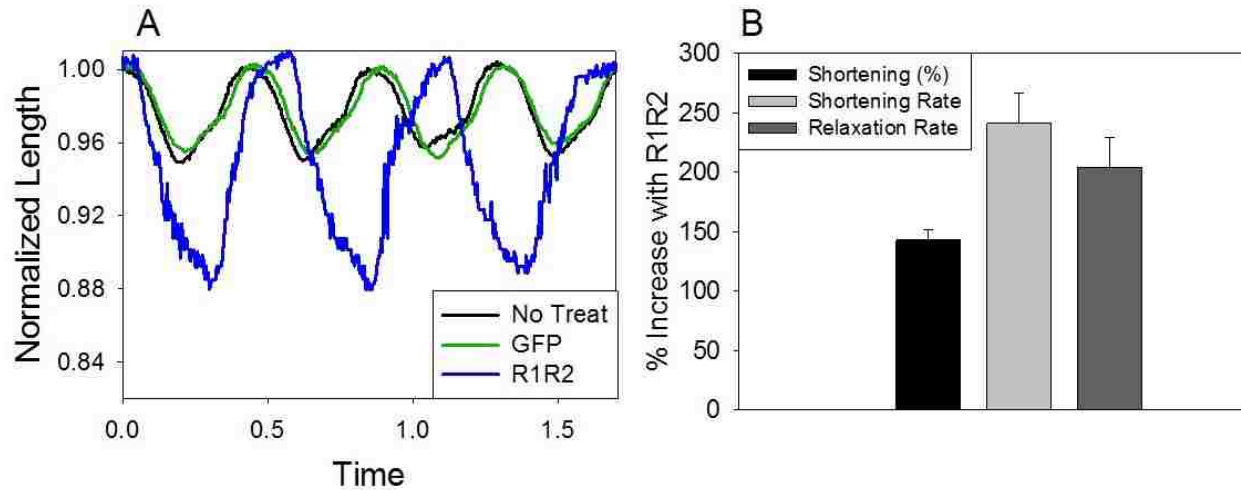 A
Normalized Length
1.00
0.96
0.92
0.88
0.84
No Treat
GFP
R1R2
0.0
0.5
1.0
1.5
Time
B
% Increase with R1R2
300
250
200
150
100
50
0
Shortening (%)
Shortening Rate
Relaxation Rate